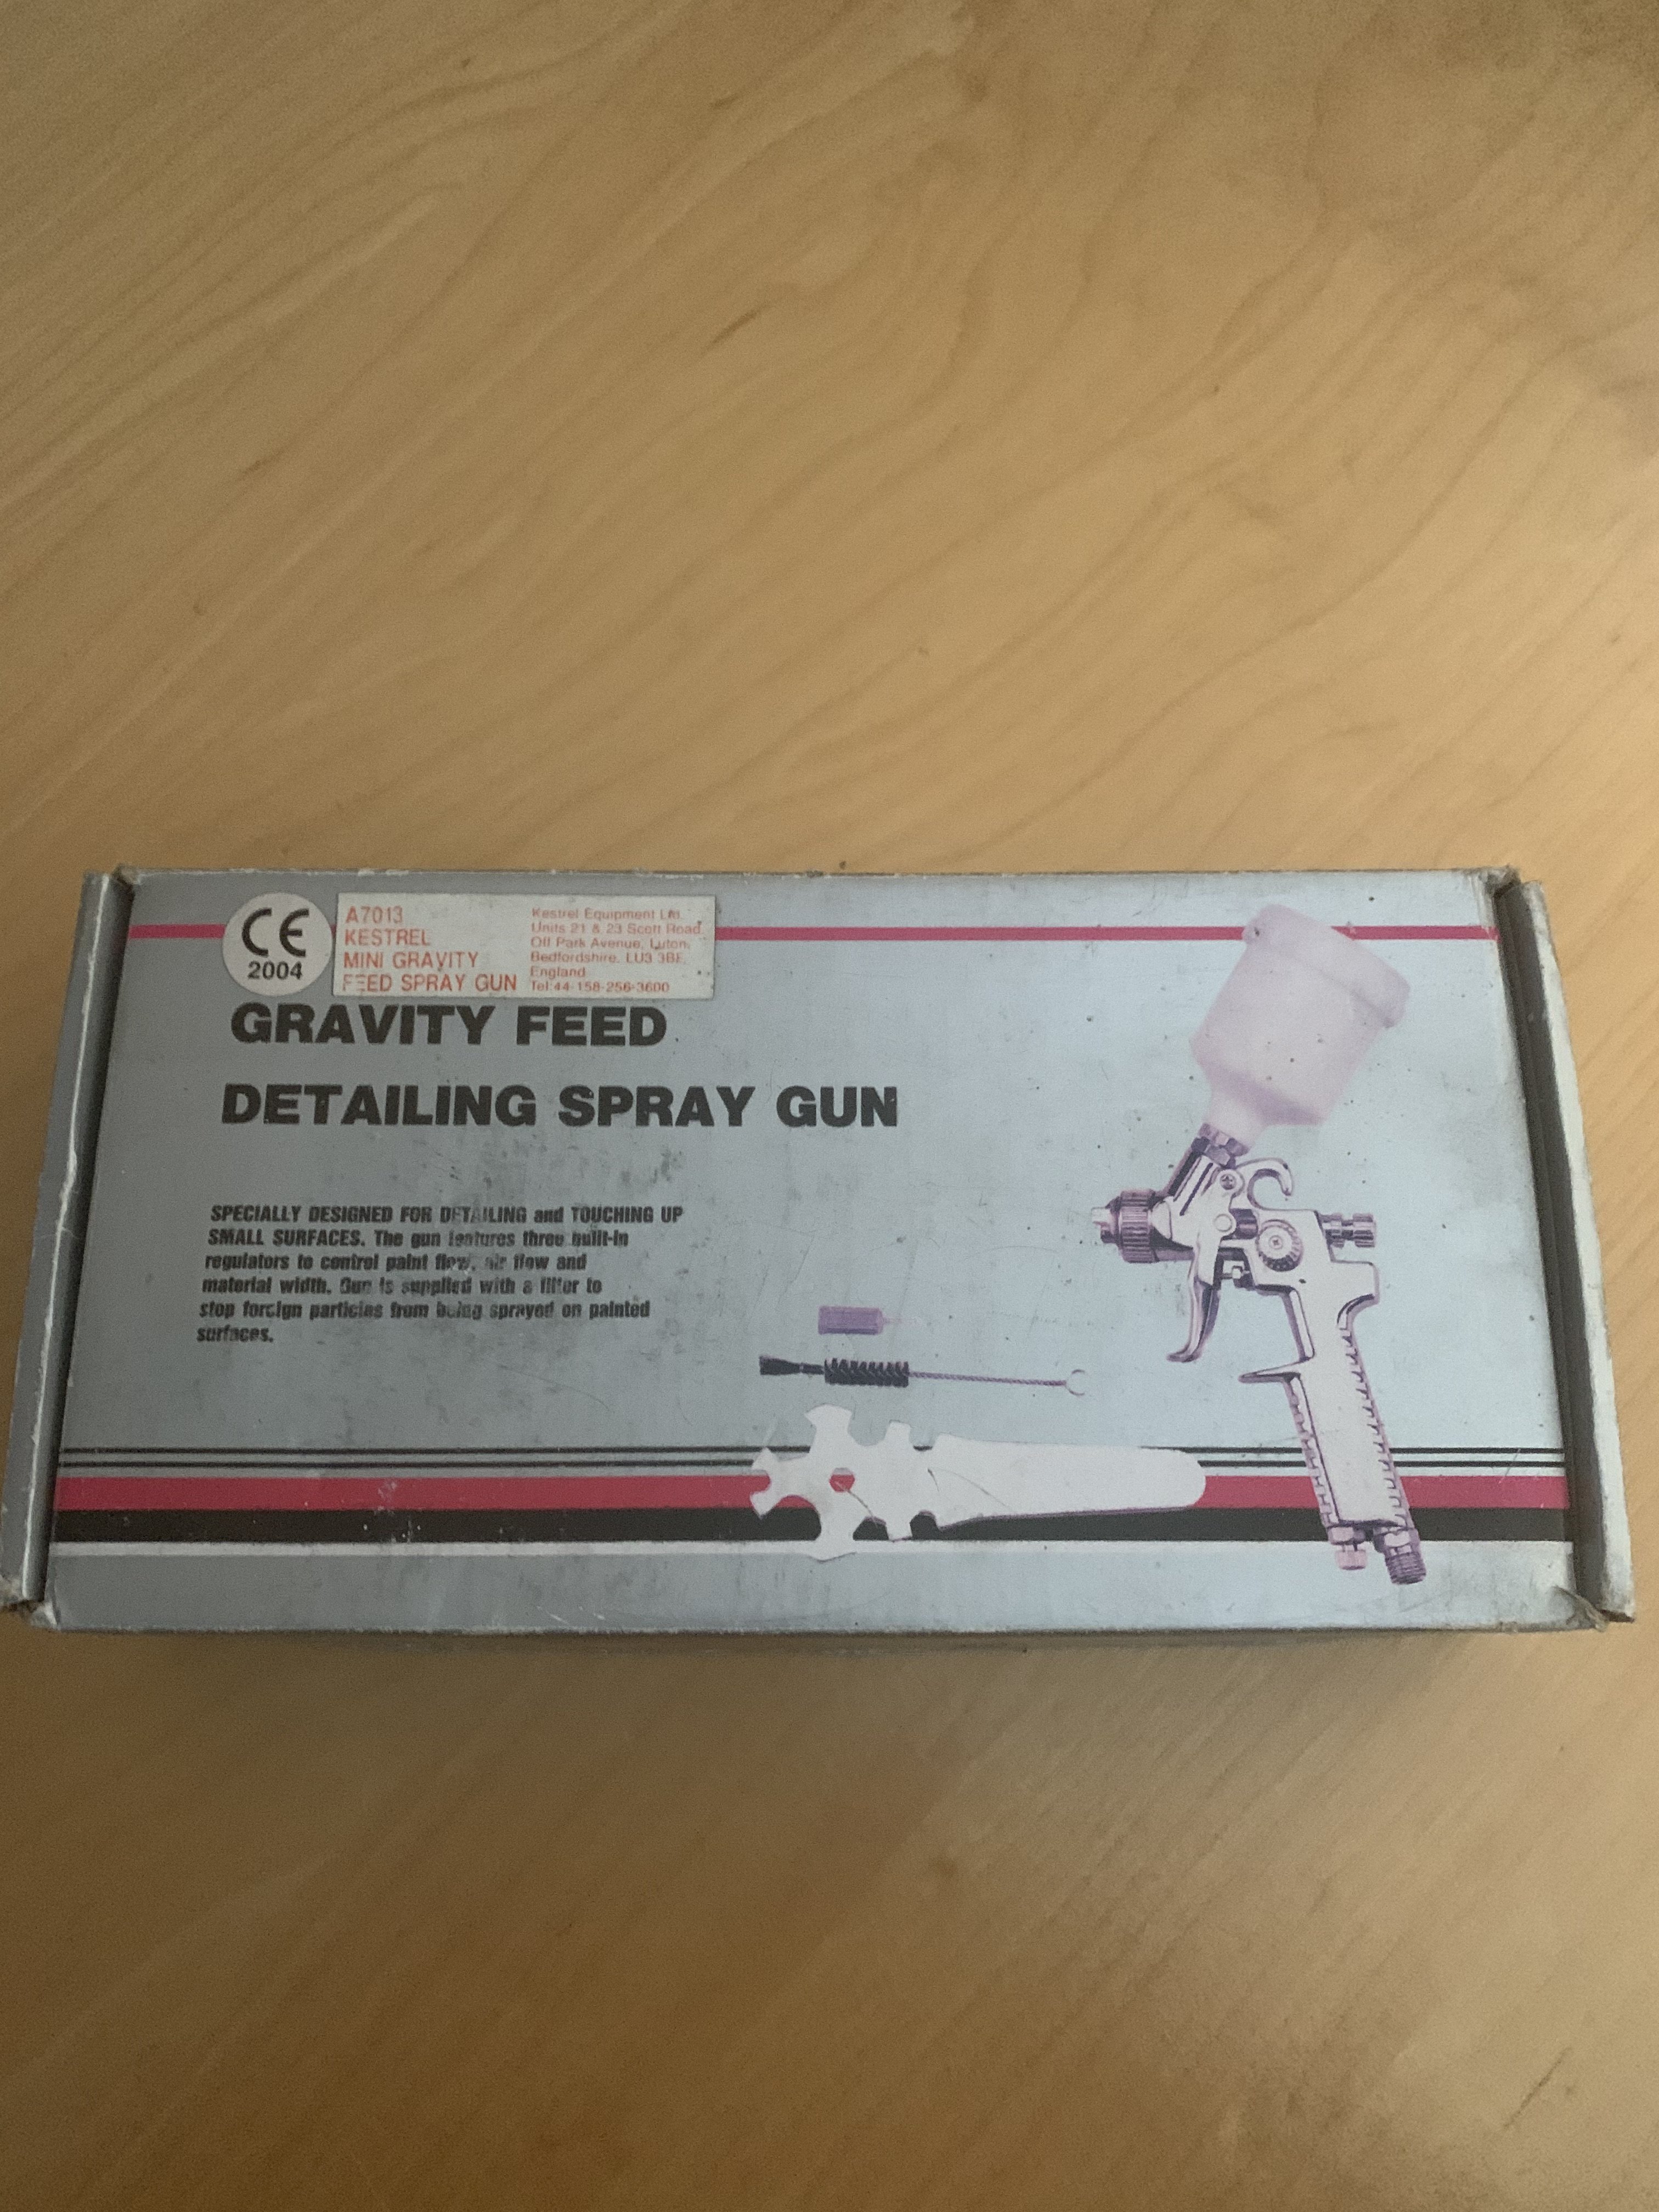 CE
2004
A7013
KESTREL
MINI GRAVITY
FEED SPRAY GUN
Kestrel Equipment Ltd.
Units 21 & 23 Scott Road.
Off Park Avenue, Luton,
Bedfordshire. LU3 3BF,
England
Tel:44-158-256-3600
GRAVITY FEED
DETAILING SPRAY GUN
SPECIALLY DESIGNED FOR DETAILING and TOUCHING UP
SMALL SURFACES. The gun features three built-in
regulators to control paint flow, air flow and
material width. Gun is supplied with a filter to
stop foreign particles from being sprayed on painted
surfaces.